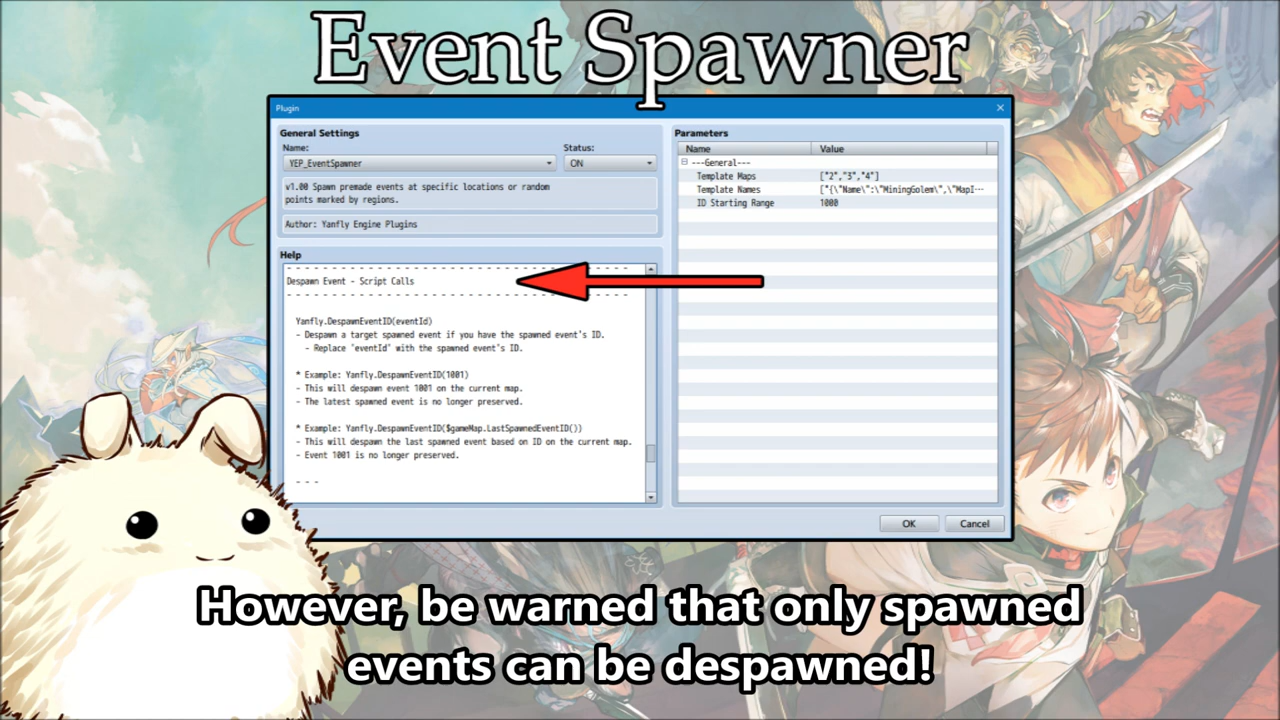 Event Spawner
Plugin
General Settings
Name:
Status:
YEP_EventSpawner
ON
v1.00 Spawn premade events at specific locations or random
points marked by regions.
Author: Yanfly Engine Plugins
Help
- - - - - - - - - - - - - - - - - - - - - - - - - - - - - - - - - - - - - - -
Despawn Event - Script Calls
- - - - - - - - - - - - - - - - - - - - - - - - - - - - - - - - - - - - - - -
Yanfly.DespawnEventID(eventId)
- Despawn a target spawned event if you have the spawned event's ID.
- Replace 'eventId' with the spawned event's ID.
* Example: Yanfly.DespawnEventID(1001)
- This will despawn event 1001 on the current map.
- The latest spawned event is no longer preserved.
* Example: Yanfly.DespawnEventID($gameMap.LastSpawnedEventID())
- This will despawn the last spawned event based on ID on the current map.
- Event 1001 is no longer preserved.
- - -
Parameters
Name Value
---General---
Template Maps ["2","3","4"]
Template Names ["{\"Name\":\"MiningGolem\",\"MapI…
ID Starting Range 1000
OK Cancel
However, be warned that only spawned
events can be despawned!